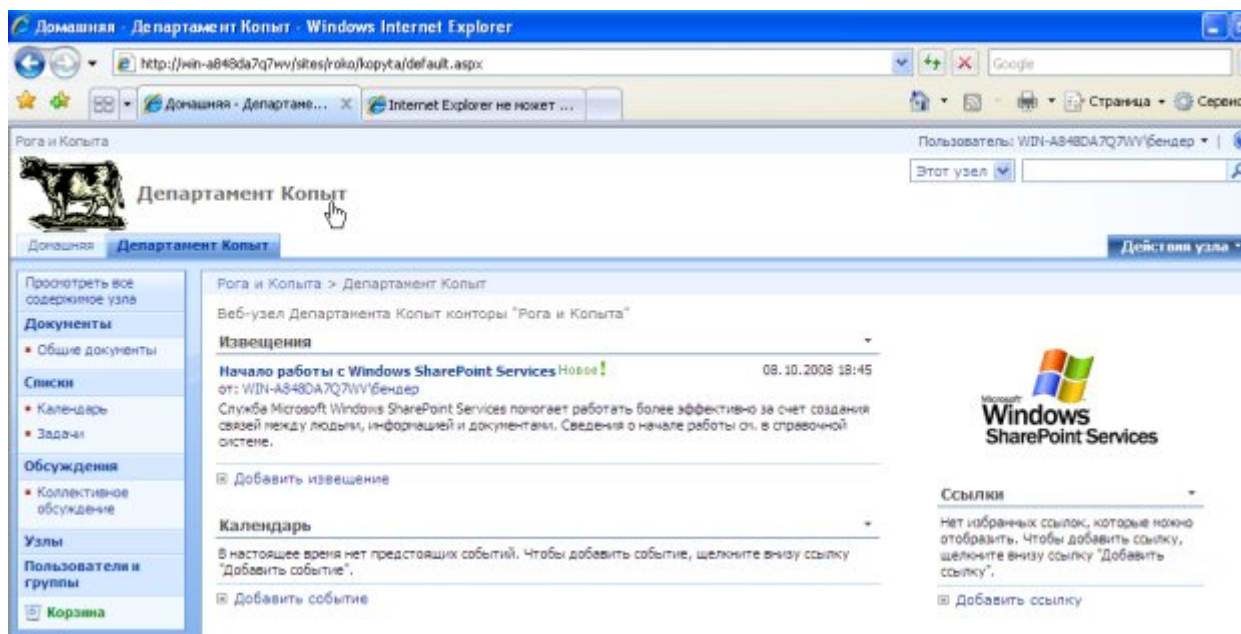 Домашняя - Департамент Копыт - Windows Internet Explorer
http://win-a848da7q7wv/sites/roko/kopyta/default.aspx
Google
Домашняя - Департаме...
Internet Explorer не может ...
Страница
Сервис
Рога и Копыта
Пользователь: WIN-A848DA7Q7WV\бендер
Этот узел
Департамент Копыт
Домашняя
Департамент Копыт
Действия узла
Просмотреть все
содержимое узла
Документы
Общие документы
Списки
Календарь
Задачи
Обсуждения
Коллективное
обсуждение
Узлы
Пользователи и
группы
Корзина
Рога и Копыта > Департамент Копыт
Веб-узел Департамента Копыт конторы "Рога и Копыта"
Извещения
Начало работы с Windows SharePoint Services Новое!
08.10.2008 18:45
от: WIN-A848DA7Q7WV\бендер
Служба Microsoft Windows SharePoint Services помогает работать более эффективно за счет создания
связей между людьми, информацией и документами. Сведения о начале работы см. в справочной
системе.
Добавить извещение
Календарь
В настоящее время нет предстоящих событий. Чтобы добавить событие, щелкните внизу ссылку
"Добавить событие".
Добавить событие
Microsoft
Windows
SharePoint Services
Ссылки
Нет избранных ссылок, которые можно
отобразить. Чтобы добавить ссылку,
щелкните внизу ссылку "Добавить
ссылку".
Добавить ссылку